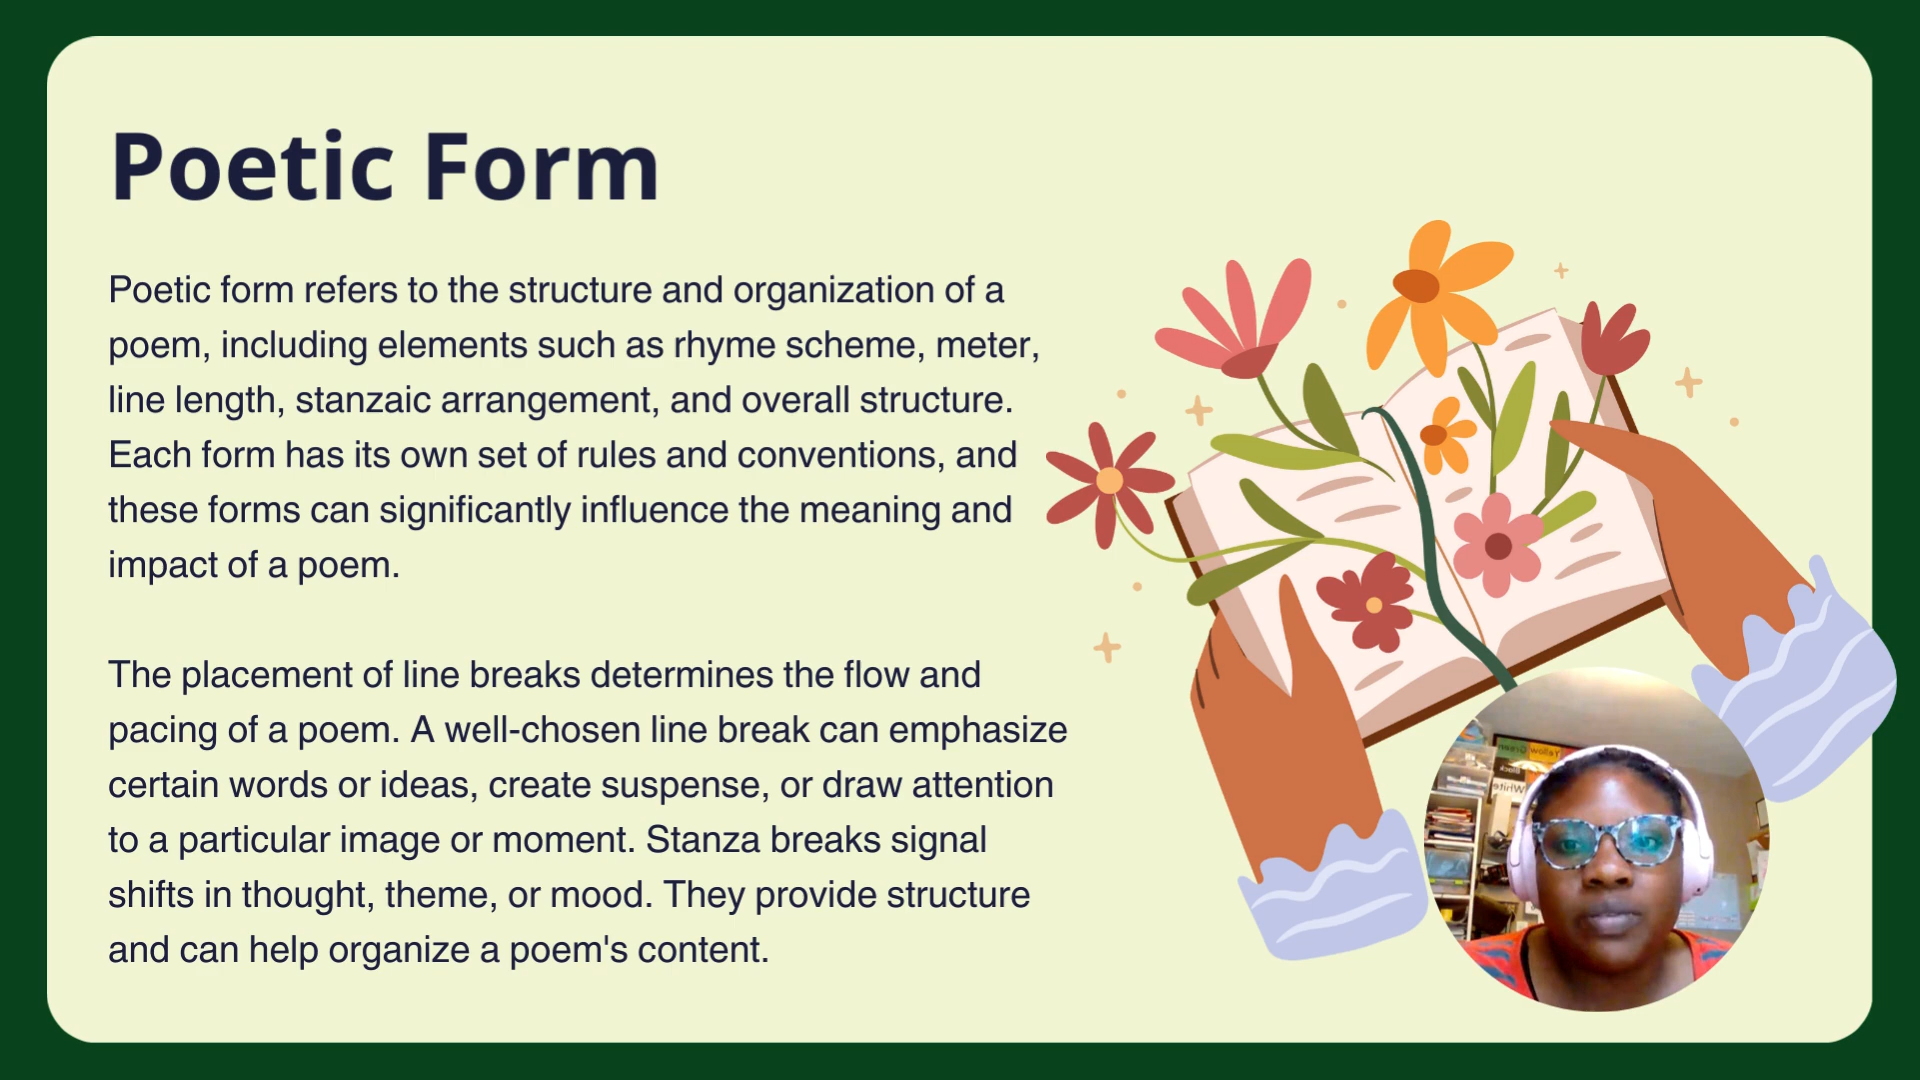 Poetic Form
Poetic form refers to the structure and organization of a
poem, including elements such as rhyme scheme, meter,
line length, stanzaic arrangement, and overall structure.
Each form has its own set of rules and conventions, and
these forms can significantly influence the meaning and
impact of a poem.
The placement of line breaks determines the flow and
pacing of a poem. A well-chosen line break can emphasize
certain words or ideas, create suspense, or draw attention
to a particular image or moment. Stanza breaks signal
shifts in thought, theme, or mood. They provide structure
and can help organize a poem's content.
Green Yellow
Black
White